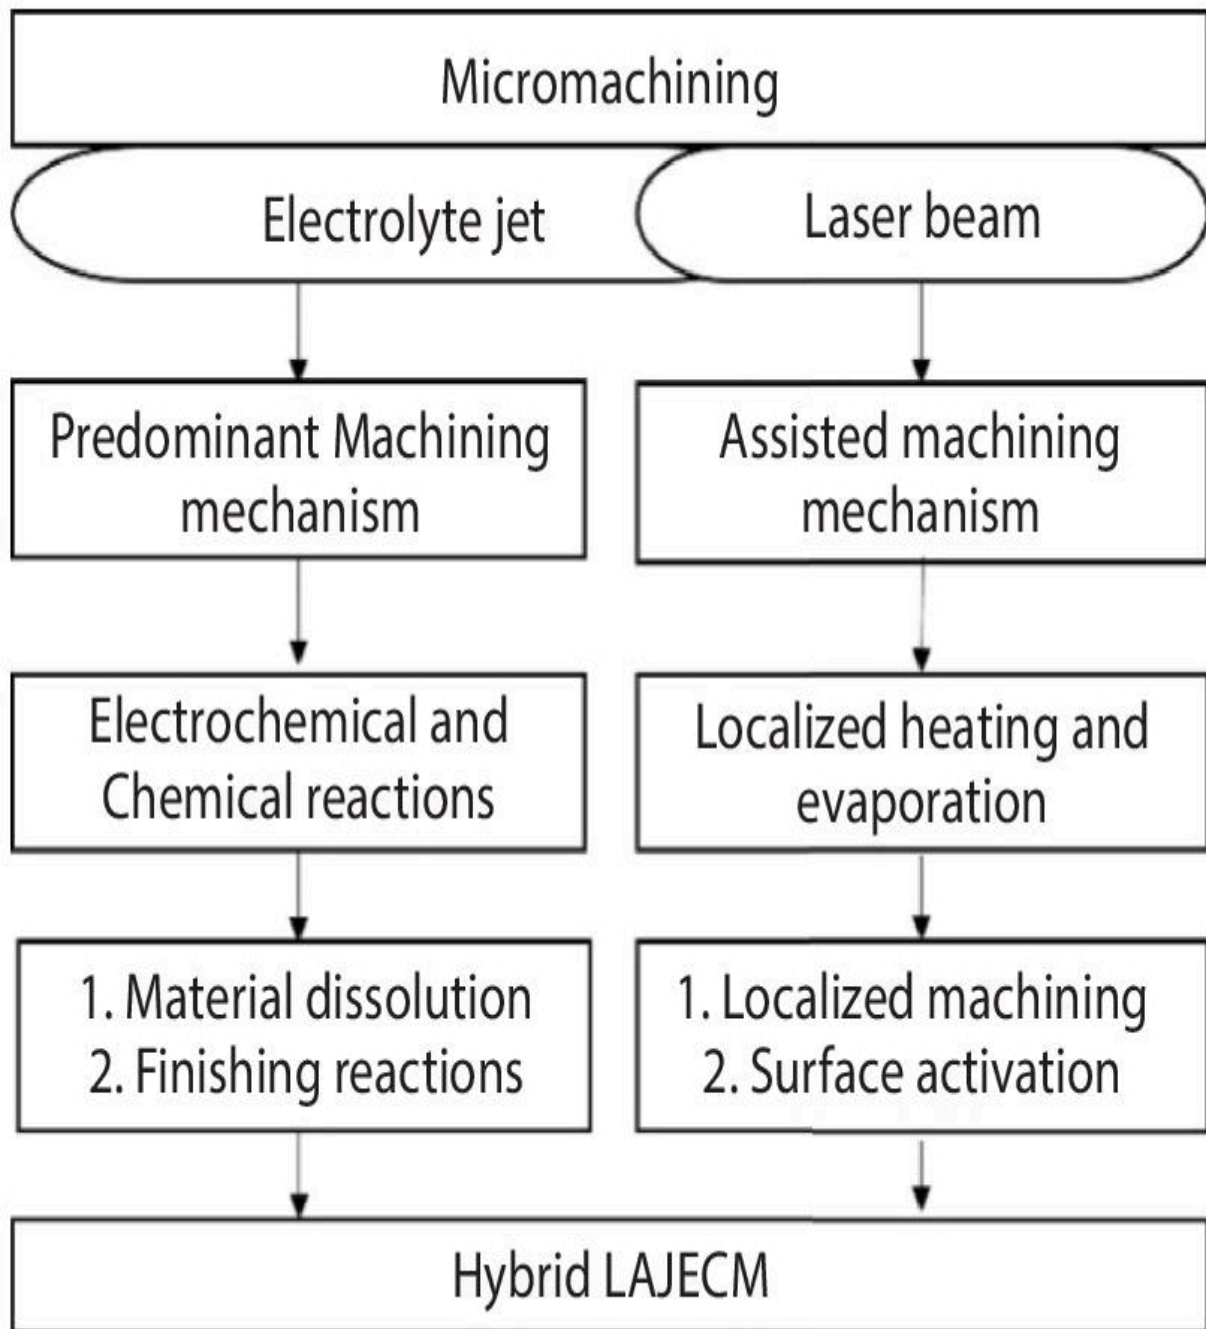 Micromachining
Electrolyte jet
Laser beam
Predominant Machining
mechanism
Assisted machining
mechanism
Electrochemical and
Chemical reactions
Localized heating and
evaporation
1. Material dissolution
2. Finishing reactions
1. Localized machining
2. Surface activation
Hybrid LAJECM